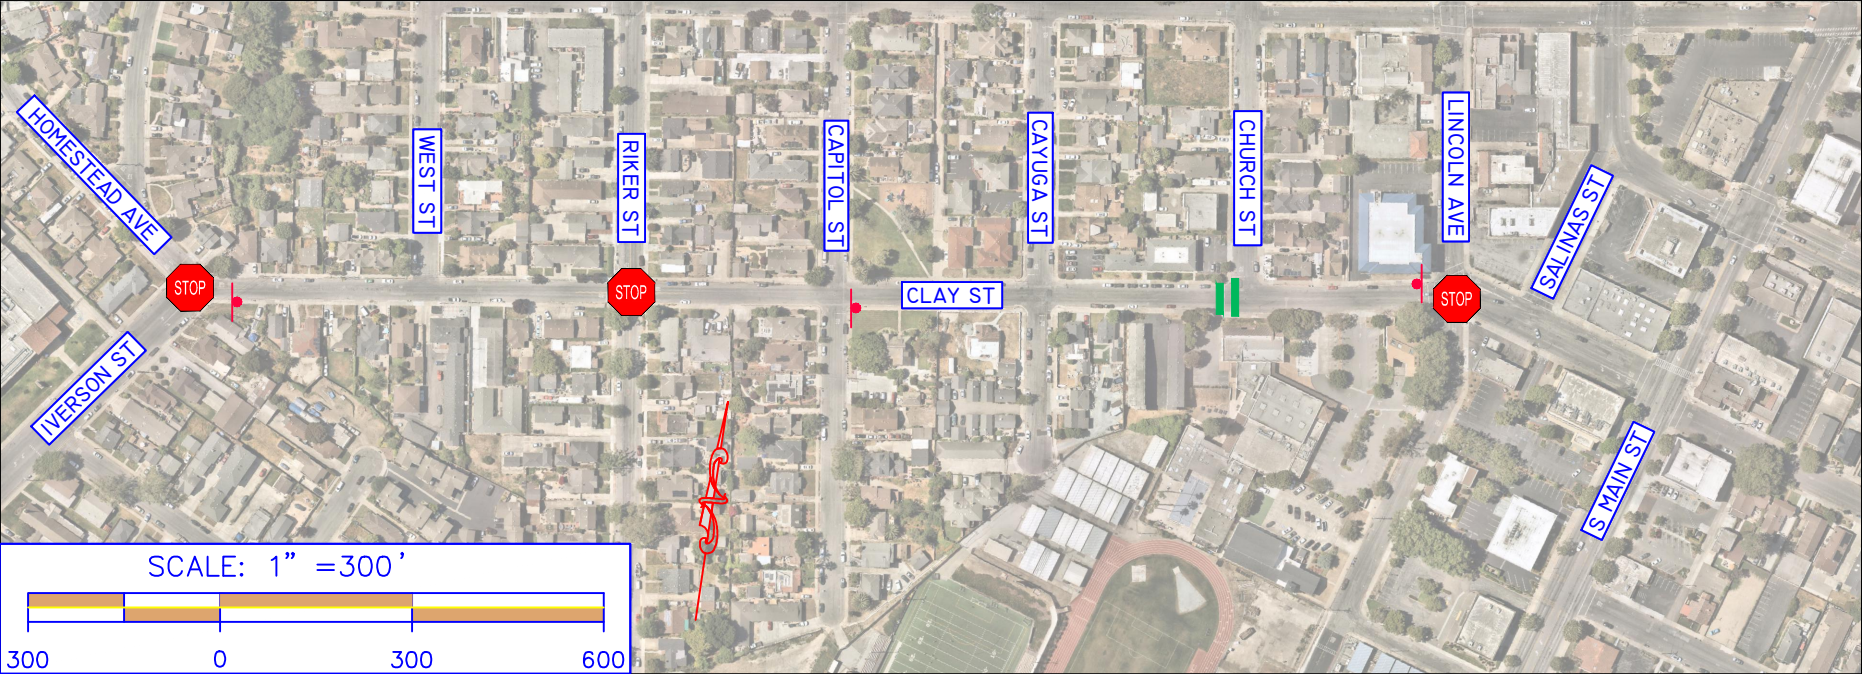 HOMESTEAD AVE
WEST ST
RIKER ST
CAPITOL ST
CAYUGA ST
CHURCH ST
LINCOLN AVE
SALINAS ST
STOP
STOP
CLAY ST
STOP
IVERSON ST
S MAIN ST
SCALE: 1” =300'
300 0 300 600